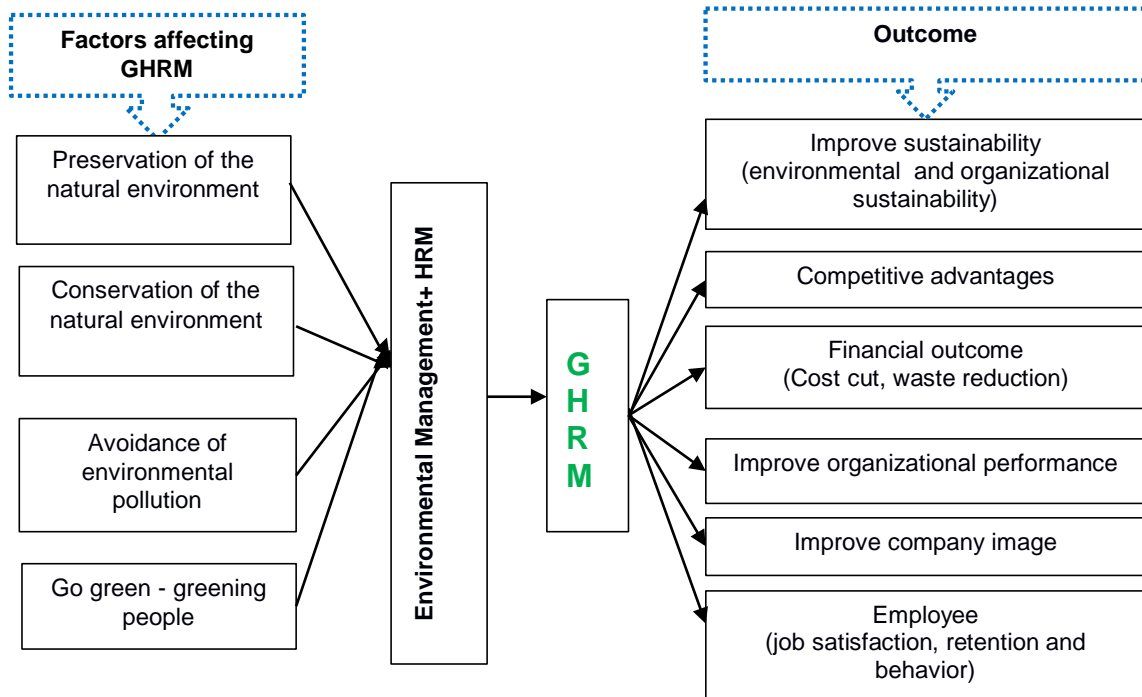 Factors affecting
GHRM
Preservation of the
natural environment
Conservation of the
natural environment
Avoidance of
environmental
pollution
Go green - greening
people
Environmental Management+ HRM
G
H
R
M
Outcome
Improve sustainability
(environmental and organizational
sustainability)
Competitive advantages
Financial outcome
(Cost cut, waste reduction)
Improve organizational performance
Improve company image
Employee
(job satisfaction, retention and
behavior)